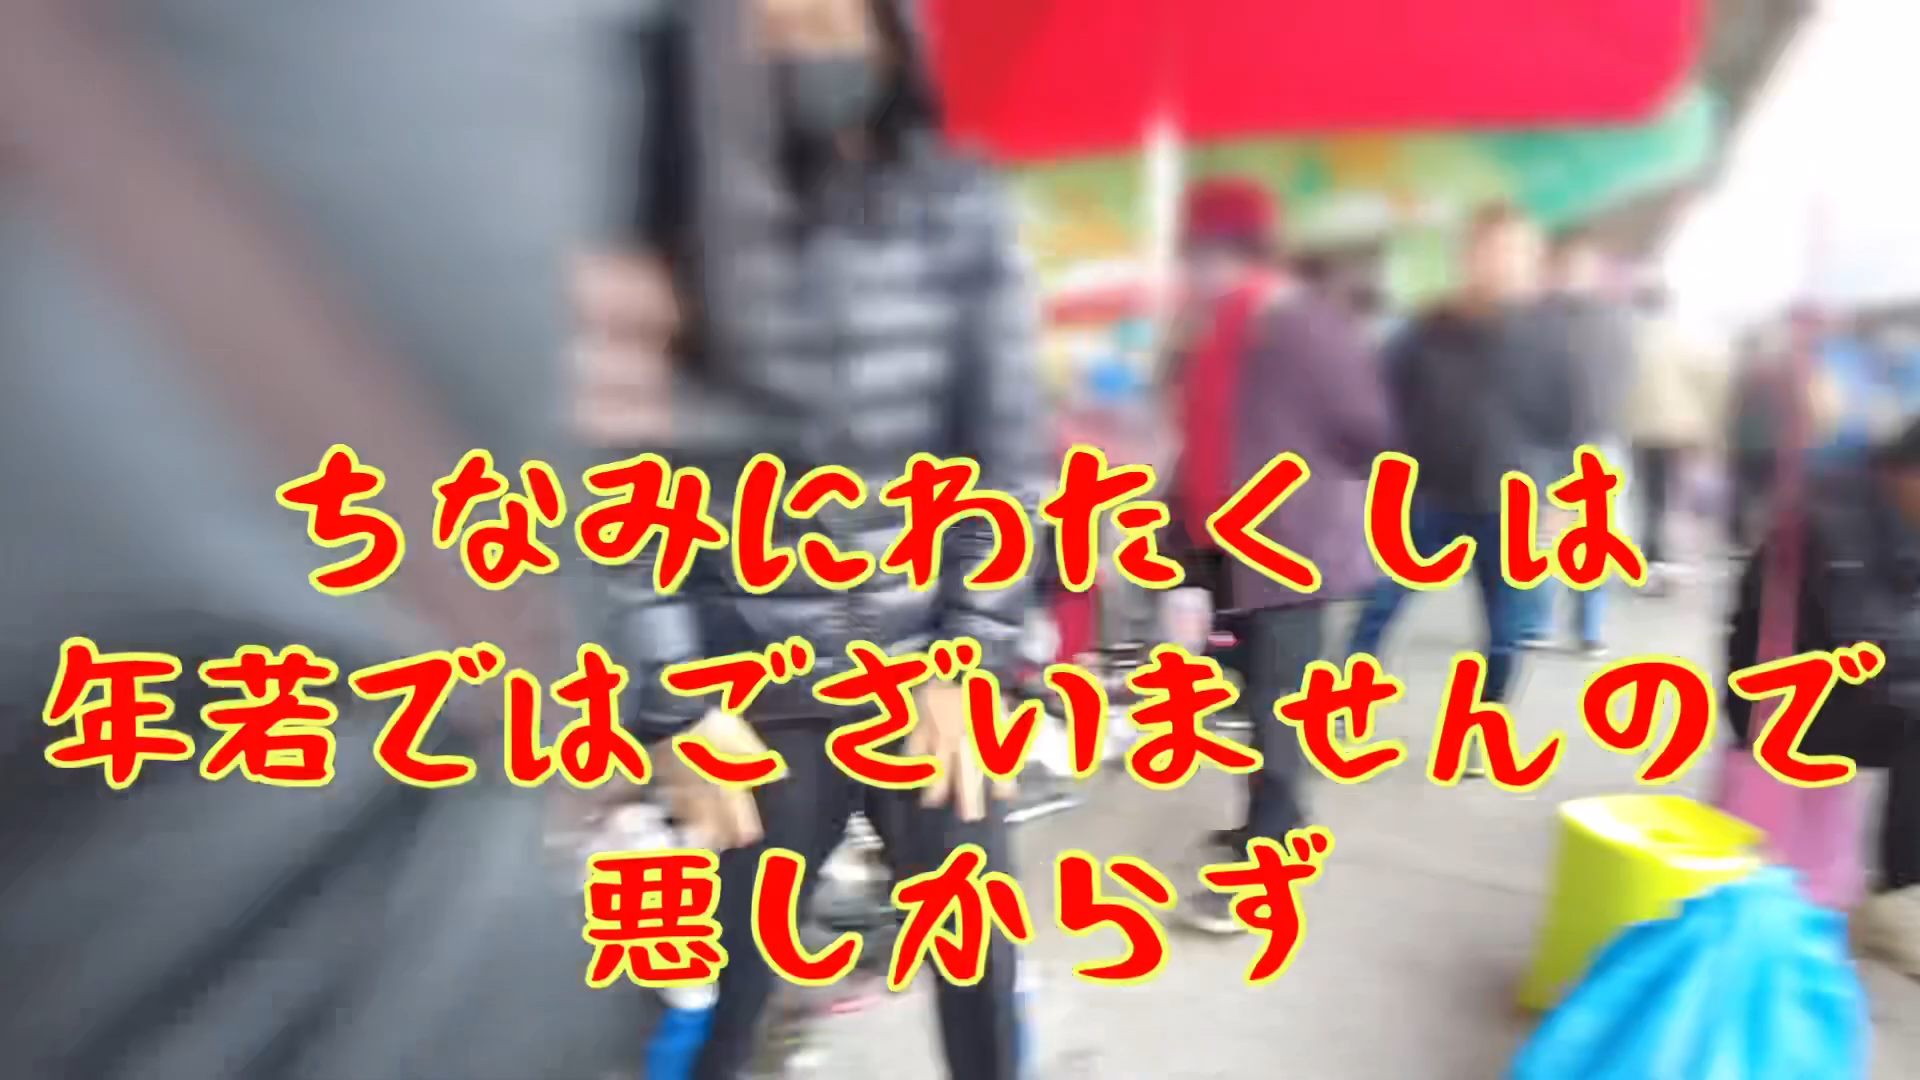 ちなみにわたくしは
年若ではございませんので
悪しからず